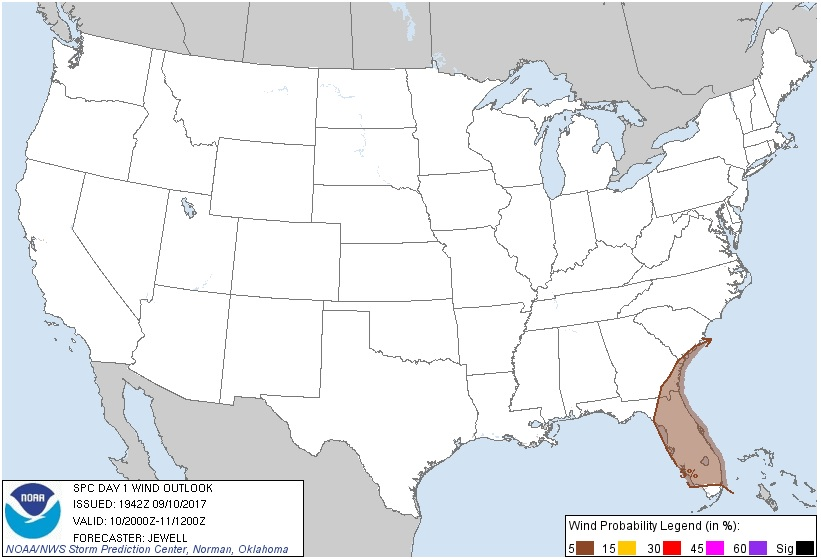 5%
NOAA
SPC DAY 1 WIND OUTLOOK
ISSUED: 1942Z 09/10/2017
VALID: 10/2000Z-11/1200Z
FORECASTER: JEWELL
NOAA/NWS Storm Prediction Center, Norman, Oklahoma
Wind Probability Legend (in %):
5 15 30 45 60 Sig